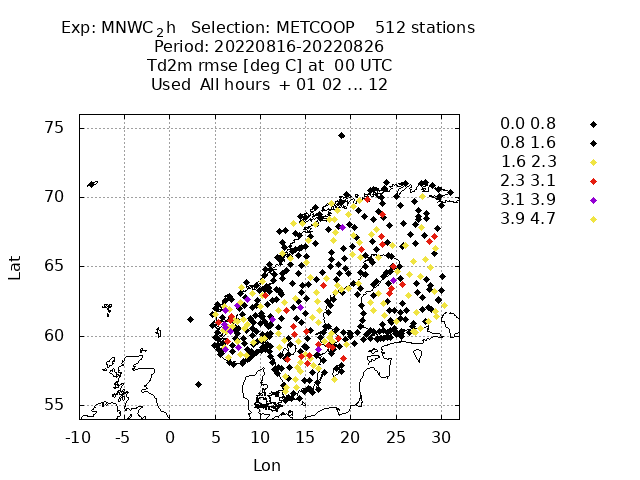 Exp: MNWC₂h Selection: METCOOP 512 stations
Period: 20220816-20220826
Td2m rmse [deg C] at 00 UTC
Used All hours + 01 02 ... 12
0.0 0.8
0.8 1.6
1.6 2.3
2.3 3.1
3.1 3.9
3.9 4.7
75
70
65
60
55
Lat
-10 -5 0 5 10 15 20 25 30
Lon